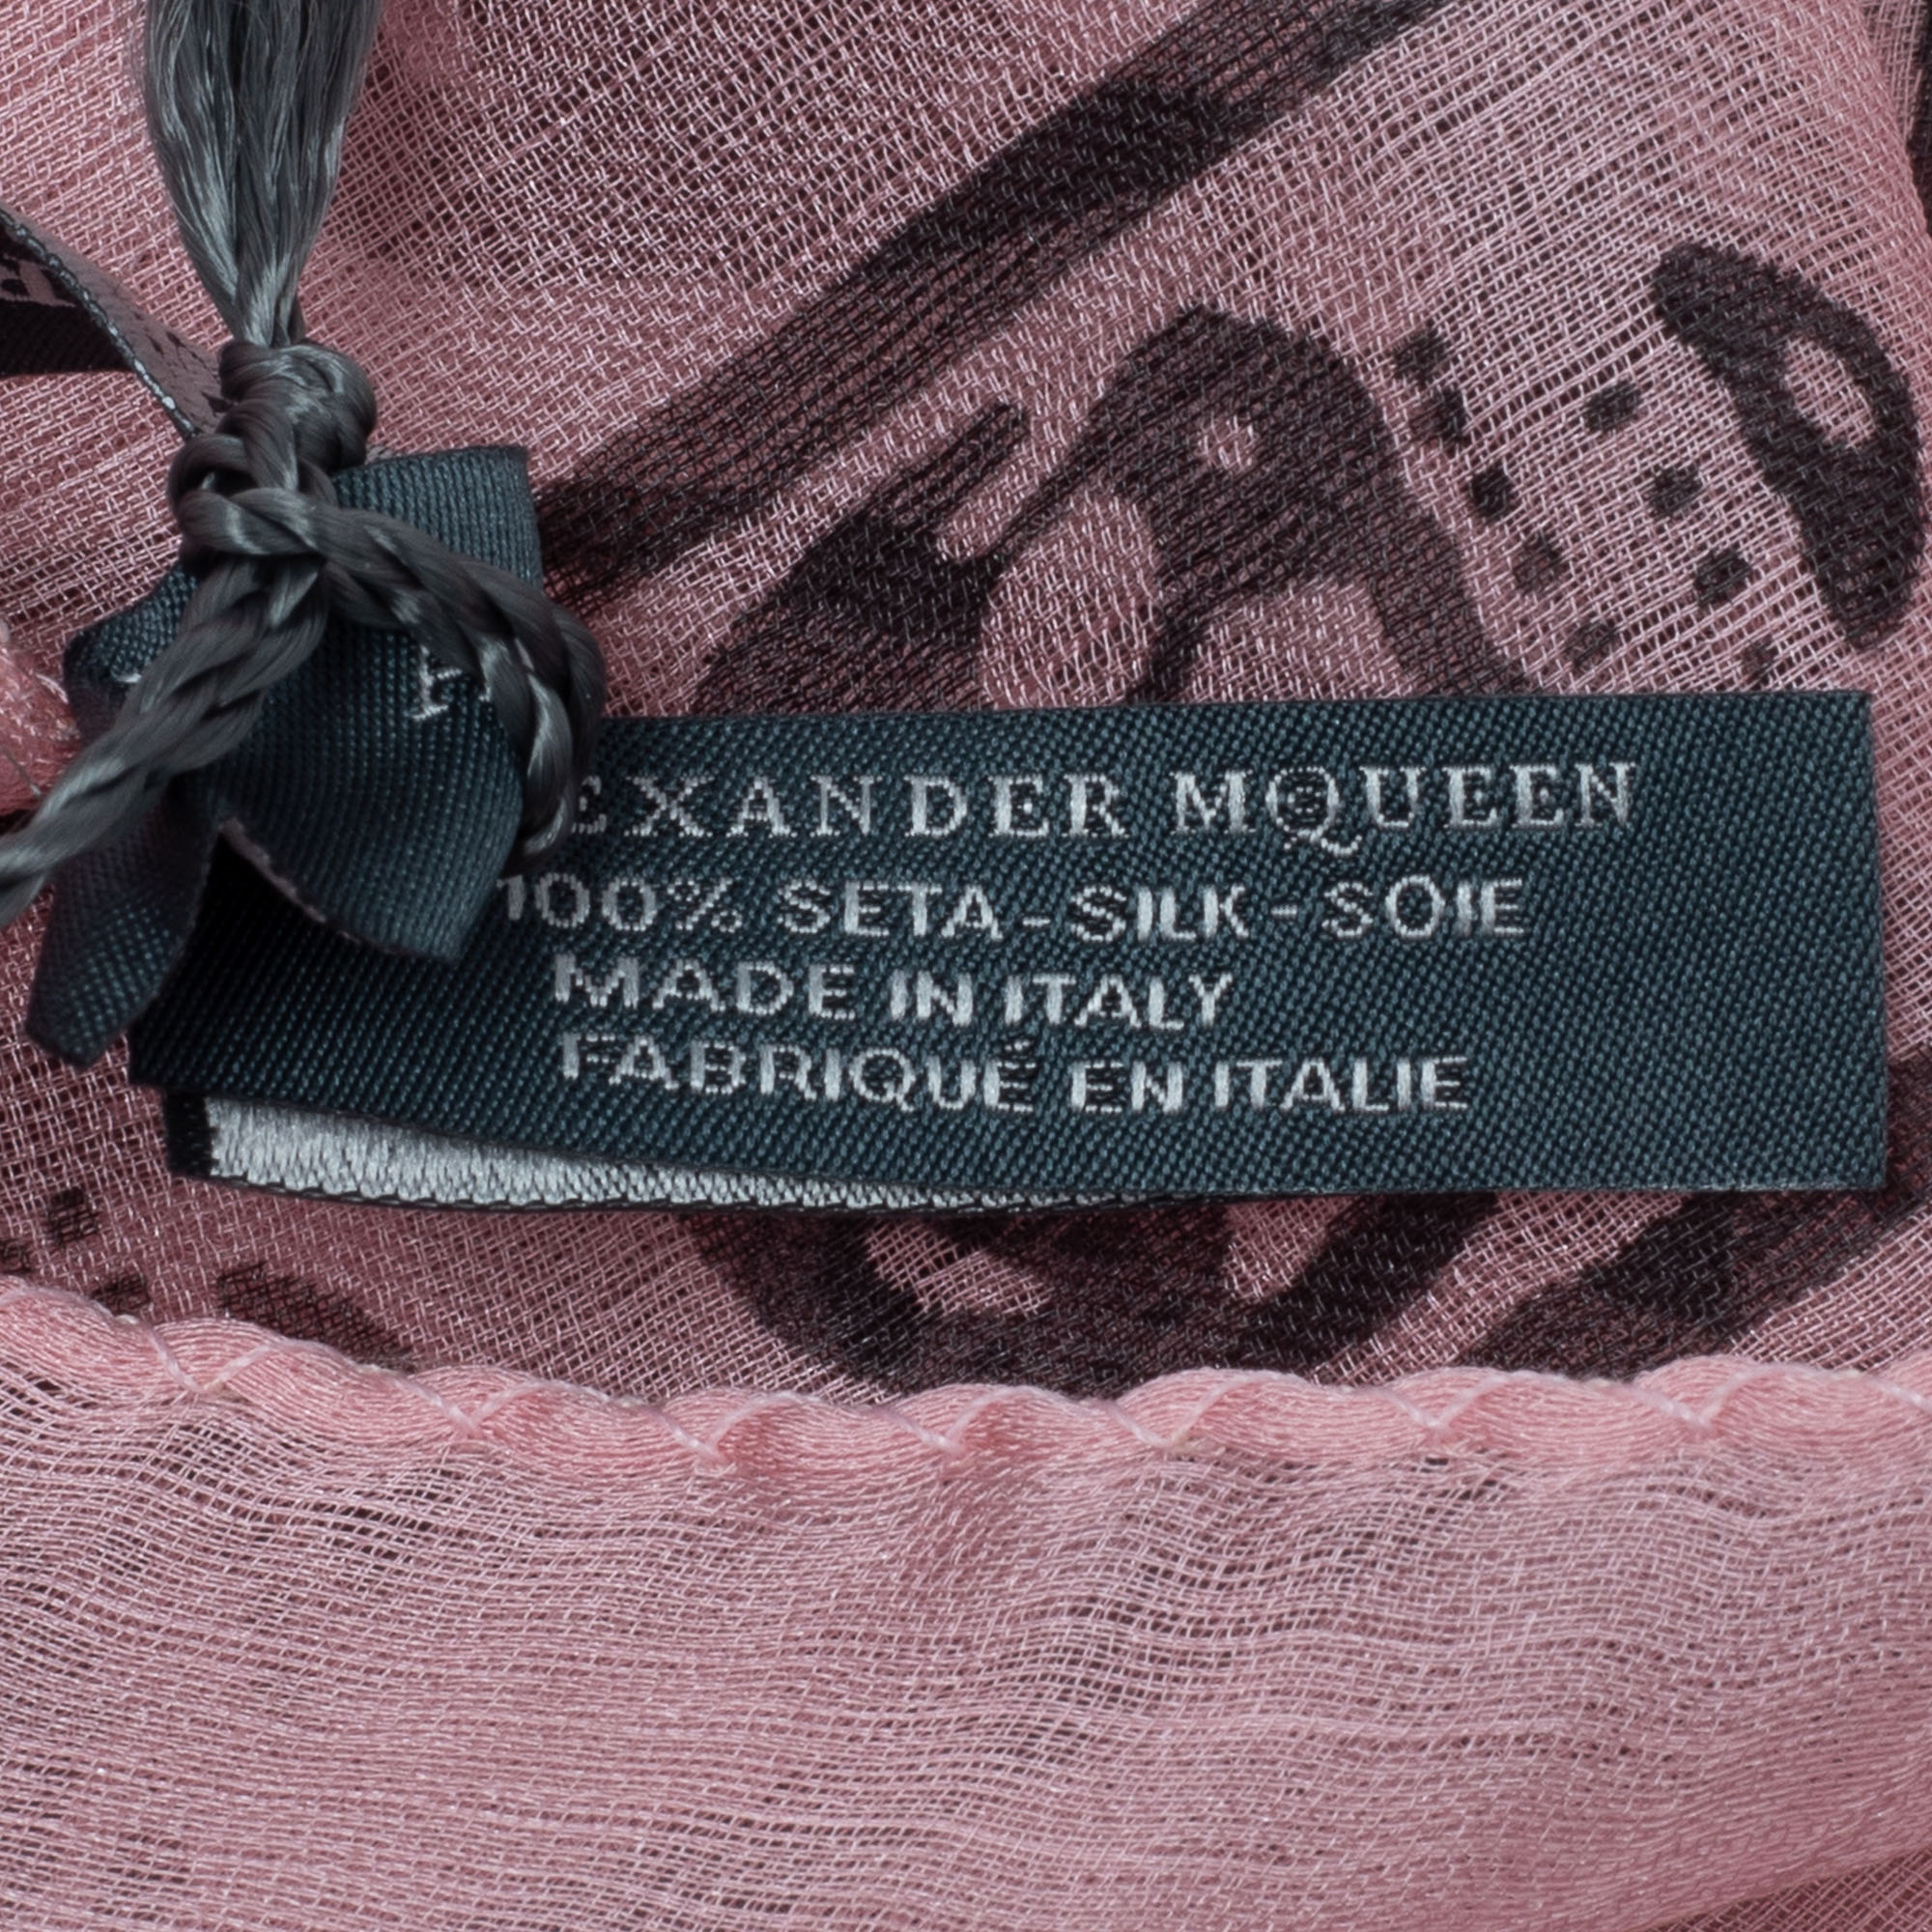 EXANDER MQUEEN
100% SETA - SILK - SOIE
MADE IN ITALY
FABRIQUÉ EN ITALIE